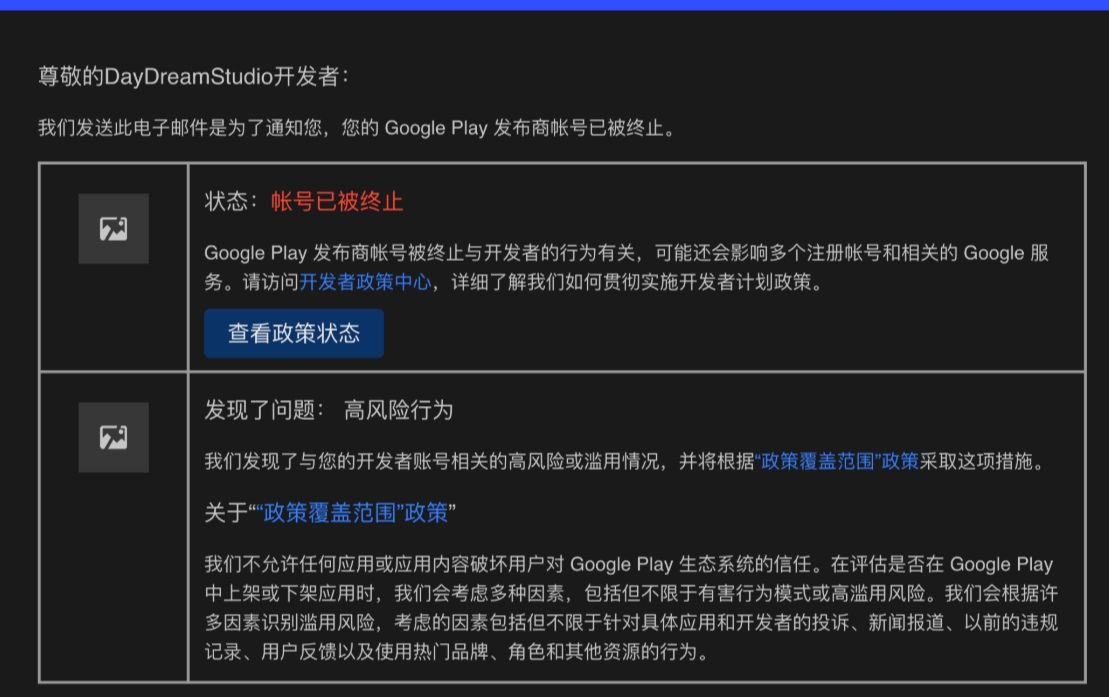 尊敬的DayDreamStudio开发者：
我们发送此电子邮件是为了通知您，您的 Google Play 发布商帐号已被终止。
状态：帐号已被终止
Google Play 发布商帐号被终止与开发者的行为有关，可能还会影响多个注册帐号和相关的 Google 服
务。请访问开发者政策中心，详细了解我们如何贯彻实施开发者计划政策。
查看政策状态
发现了问题： 高风险行为
我们发现了与您的开发者账号相关的高风险或滥用情况，并将根据“政策覆盖范围”政策采取这项措施。
关于““政策覆盖范围”政策”
我们不允许任何应用或应用内容破坏用户对 Google Play 生态系统的信任。在评估是否在 Google Play
中上架或下架应用时，我们会考虑多种因素，包括但不限于有害行为模式或高滥用风险。我们会根据许
多因素识别滥用风险，考虑的因素包括但不限于针对具体应用和开发者的投诉、新闻报道、以前的违规
记录、用户反馈以及使用热门品牌、角色和其他资源的行为。